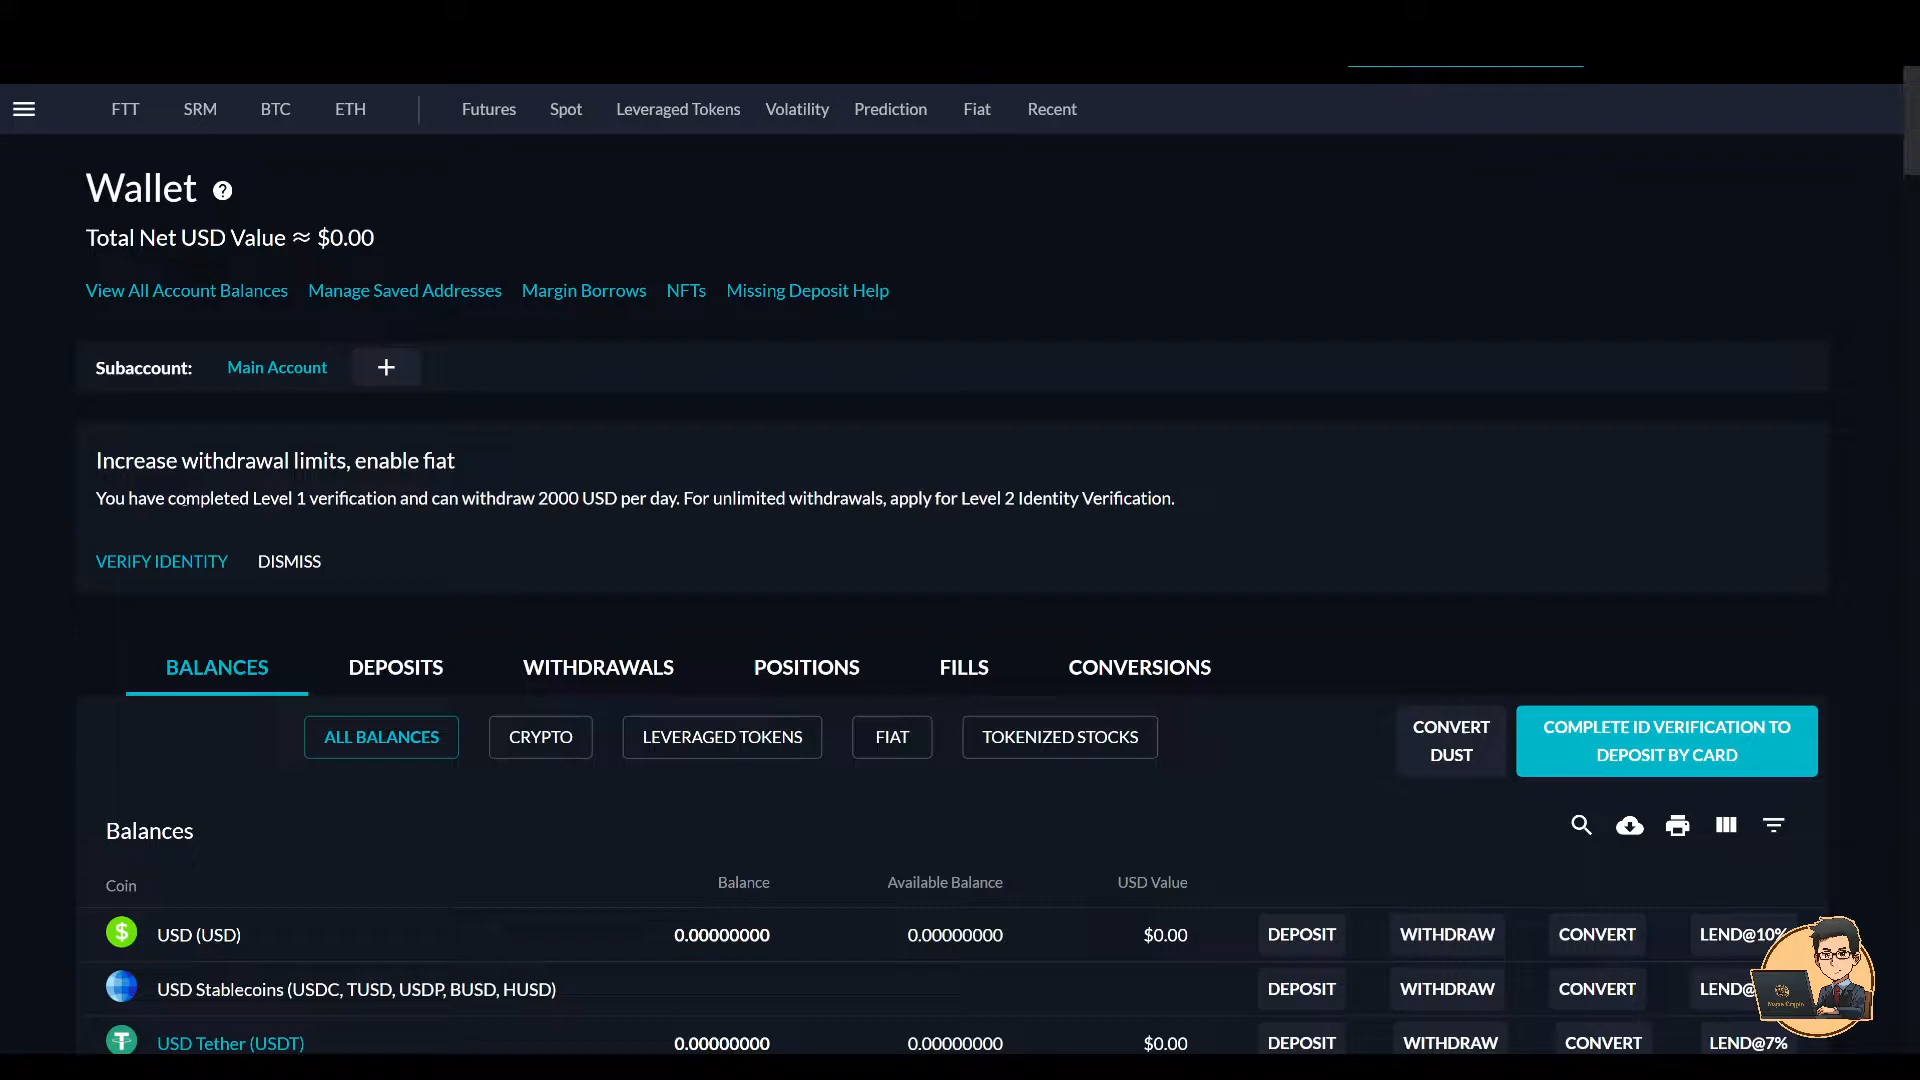 FTT SRM BTC ETH Futures Spot Leveraged Tokens Volatility Prediction Fiat Recent
Wallet
Total Net USD Value ≈ $0.00
View All Account Balances Manage Saved Addresses Margin Borrows NFTs Missing Deposit Help
Subaccount: Main Account +
Increase withdrawal limits, enable fiat
You have completed Level 1 verification and can withdraw 2000 USD per day. For unlimited withdrawals, apply for Level 2 Identity Verification.
VERIFY IDENTITY DISMISS
BALANCES DEPOSITS WITHDRAWALS POSITIONS FILLS CONVERSIONS
ALL BALANCES CRYPTO LEVERAGED TOKENS FIAT TOKENIZED STOCKS
CONVERT
DUST
COMPLETE ID VERIFICATION TO
DEPOSIT BY CARD
Balances
Coin Balance Available Balance USD Value
USD (USD) 0.00000000 0.00000000 $0.00 DEPOSIT WITHDRAW CONVERT LEND@10%
USD Stablecoins (USDC, TUSD, USDP, BUSD, HUSD) DEPOSIT WITHDRAW CONVERT LEND@
USD Tether (USDT) 0.00000000 0.00000000 $0.00 DEPOSIT WITHDRAW CONVERT LEND@7%